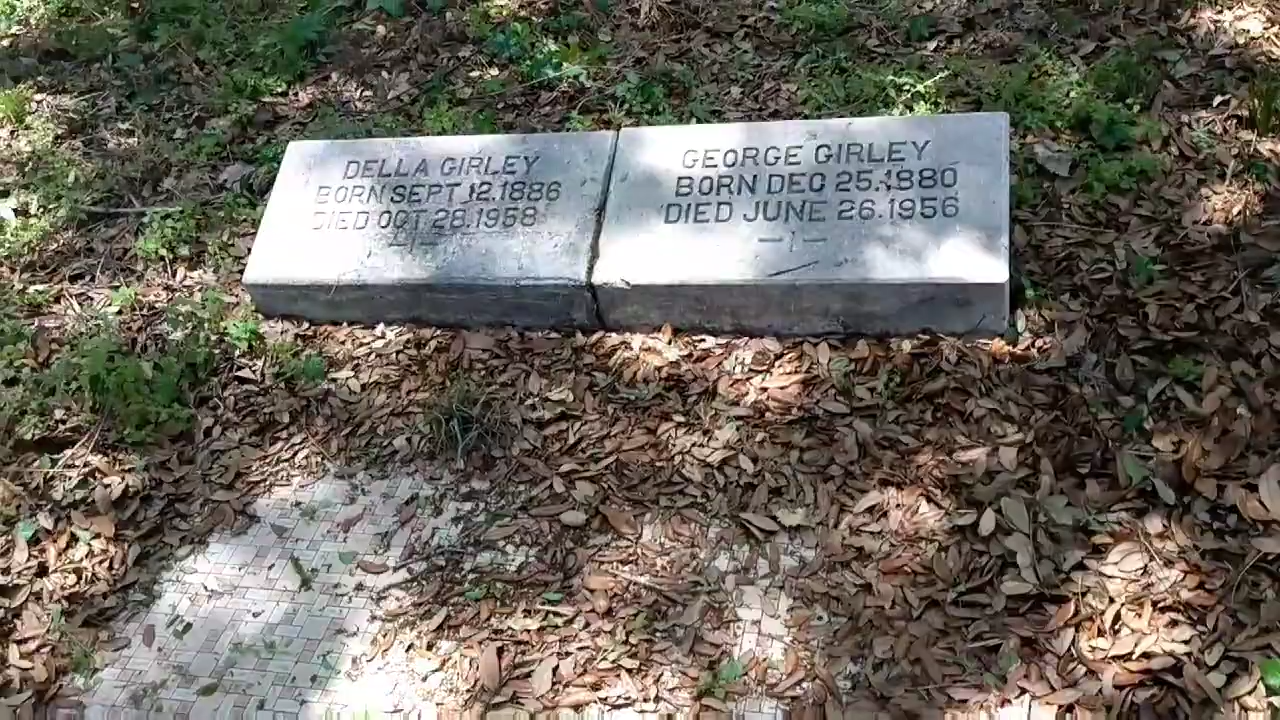 DELLA GIRLEY
BORN SEPT 12.1886
DIED OCT 28.1958
GEORGE GIRLEY
BORN DEC 25.1880
DIED JUNE 26.1956